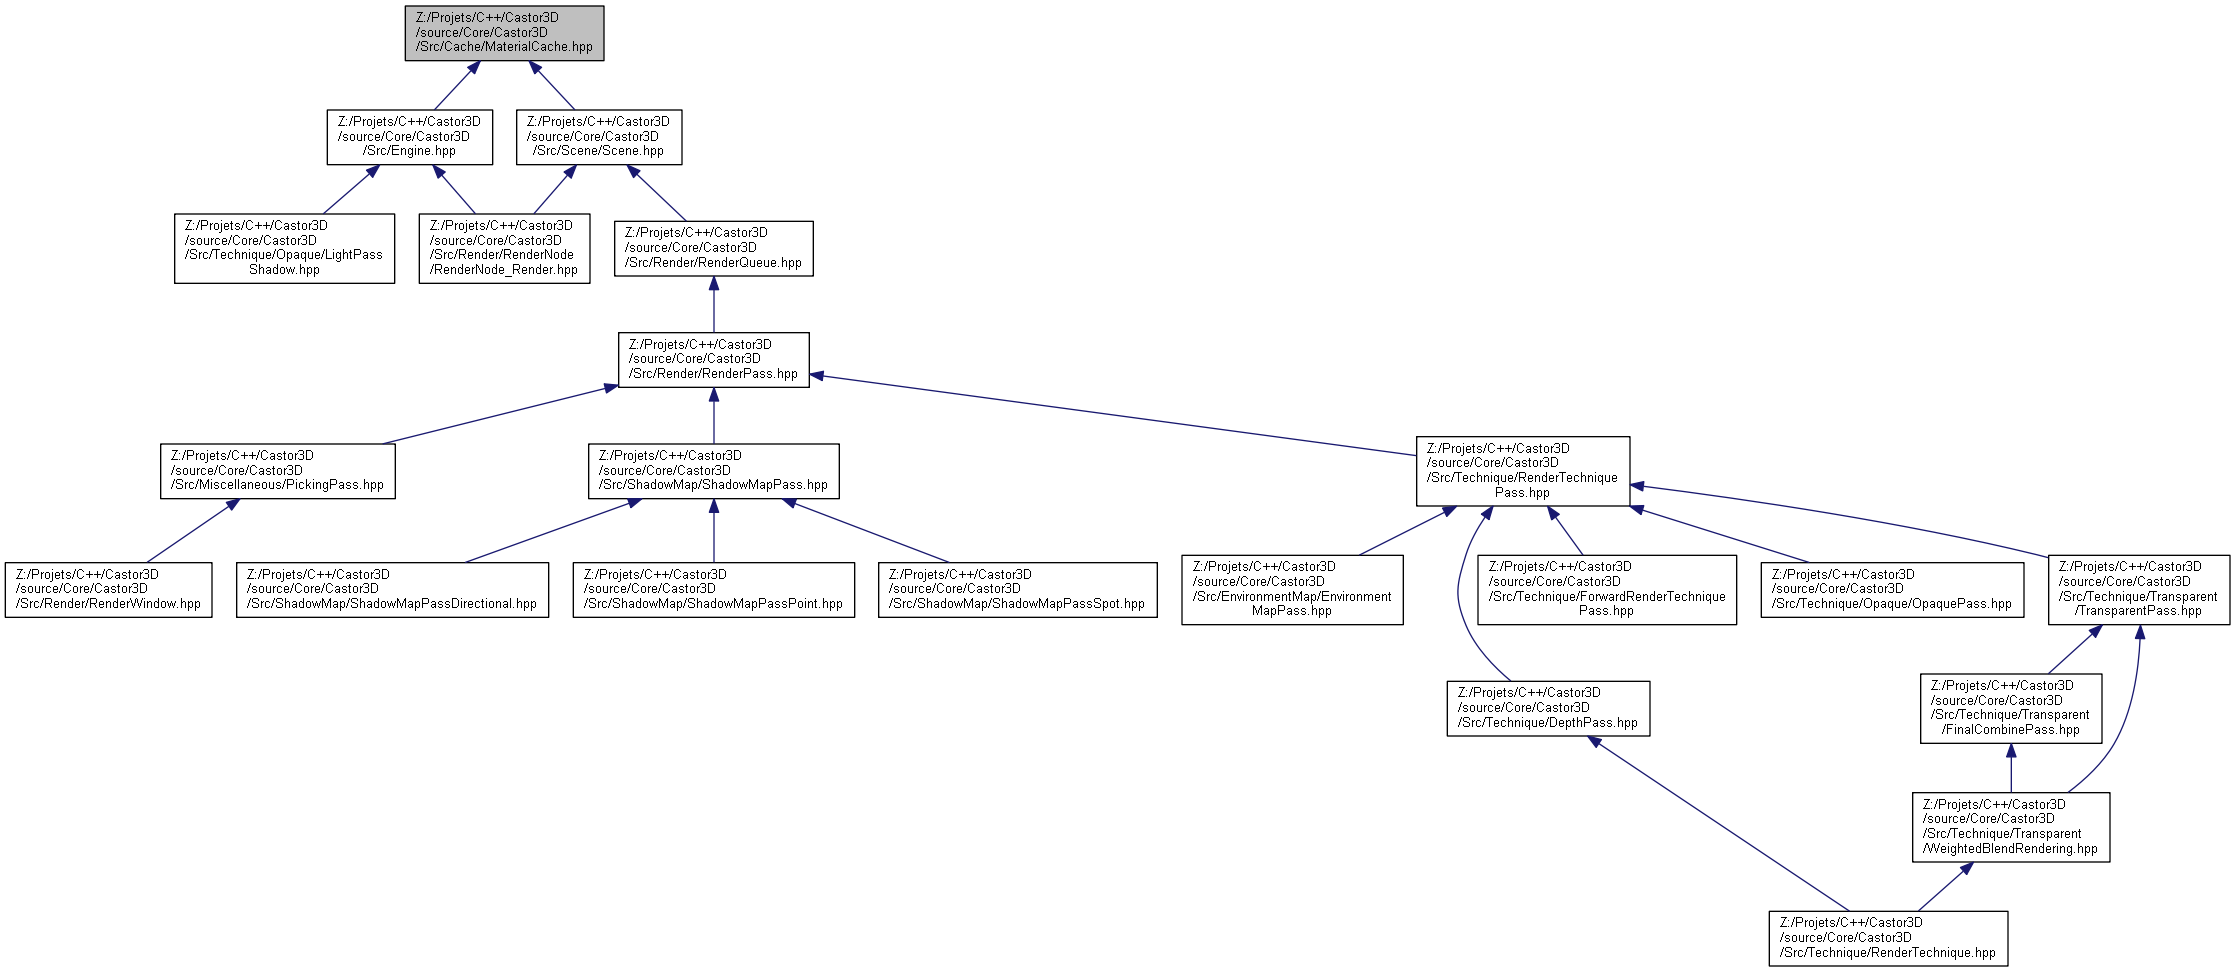 Z:/Projets/C++/Castor3D
/source/Core/Castor3D
/Src/Cache/MaterialCache.hpp
Z:/Projets/C++/Castor3D
/source/Core/Castor3D
/Src/Engine.hpp
Z:/Projets/C++/Castor3D
/source/Core/Castor3D
/Src/Scene/Scene.hpp
Z:/Projets/C++/Castor3D
/source/Core/Castor3D
/Src/Technique/Opaque/LightPass
Shadow.hpp
Z:/Projets/C++/Castor3D
/source/Core/Castor3D
/Src/Render/RenderNode
/RenderNode_Render.hpp
Z:/Projets/C++/Castor3D
/source/Core/Castor3D
/Src/Render/RenderQueue.hpp
Z:/Projets/C++/Castor3D
/source/Core/Castor3D
/Src/Render/RenderPass.hpp
Z:/Projets/C++/Castor3D
/source/Core/Castor3D
/Src/Miscellaneous/PickingPass.hpp
Z:/Projets/C++/Castor3D
/source/Core/Castor3D
/Src/ShadowMap/ShadowMapPass.hpp
Z:/Projets/C++/Castor3D
/source/Core/Castor3D
/Src/Technique/RenderTechnique
Pass.hpp
Z:/Projets/C++/Castor3D
/source/Core/Castor3D
/Src/Render/RenderWindow.hpp
Z:/Projets/C++/Castor3D
/source/Core/Castor3D
/Src/ShadowMap/ShadowMapPassDirectional.hpp
Z:/Projets/C++/Castor3D
/source/Core/Castor3D
/Src/ShadowMap/ShadowMapPassPoint.hpp
Z:/Projets/C++/Castor3D
/source/Core/Castor3D
/Src/ShadowMap/ShadowMapPassSpot.hpp
Z:/Projets/C++/Castor3D
/source/Core/Castor3D
/Src/EnvironmentMap/Environment
MapPass.hpp
Z:/Projets/C++/Castor3D
/source/Core/Castor3D
/Src/Technique/ForwardRenderTechnique
Pass.hpp
Z:/Projets/C++/Castor3D
/source/Core/Castor3D
/Src/Technique/Opaque/OpaquePass.hpp
Z:/Projets/C++/Castor3D
/source/Core/Castor3D
/Src/Technique/Transparent
/TransparentPass.hpp
Z:/Projets/C++/Castor3D
/source/Core/Castor3D
/Src/Technique/DepthPass.hpp
Z:/Projets/C++/Castor3D
/source/Core/Castor3D
/Src/Technique/Transparent
/FinalCombinePass.hpp
Z:/Projets/C++/Castor3D
/source/Core/Castor3D
/Src/Technique/Transparent
/WeightedBlendRendering.hpp
Z:/Projets/C++/Castor3D
/source/Core/Castor3D
/Src/Technique/RenderTechnique.hpp